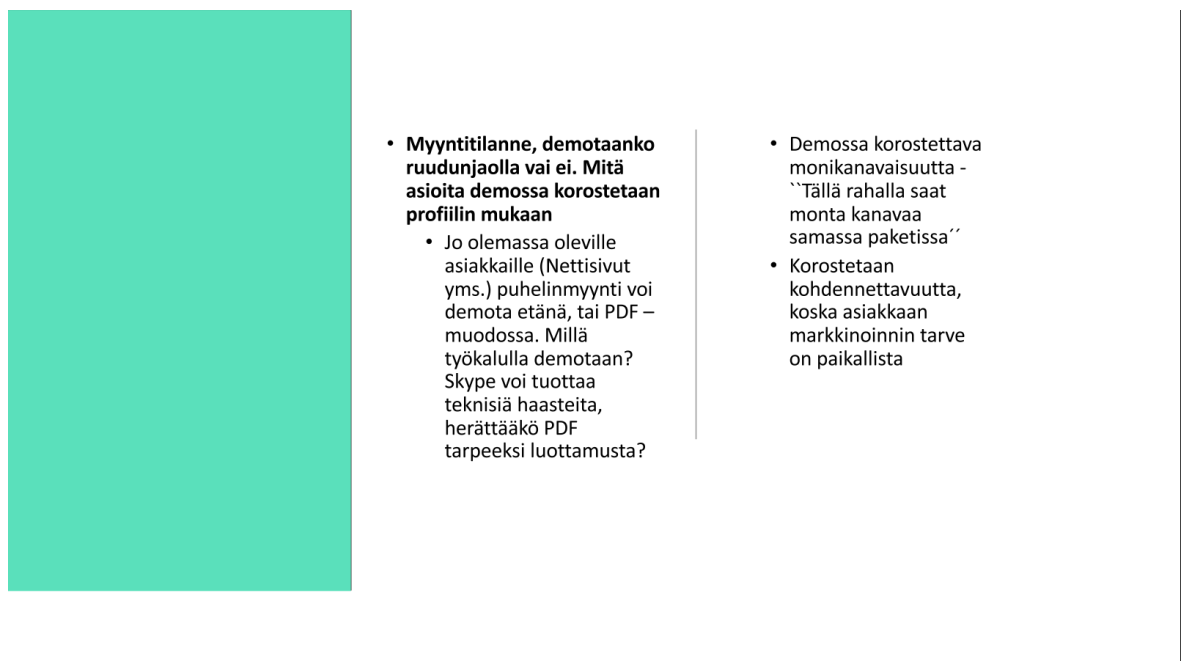 • Myyntitilanne, demotaanko
ruudunjaolla vai ei. Mitä
asioita demossa korostetaan
profiilin mukaan
• Jo olemassa oleville
asiakkaille (Nettisivut
yms.) puhelinmyynti voi
demota etänä, tai PDF –
muodossa. Millä
työkalulla demotaan?
Skype voi tuottaa
teknisiä haasteita,
herättääkö PDF
tarpeeksi luottamusta?
• Demossa korostettava
monikanavaisuutta -
``Tällä rahalla saat
monta kanavaa
samassa paketissa´´
• Korostetaan
kohdennettavuutta,
koska asiakkaan
markkinoinnin tarve
on paikallista